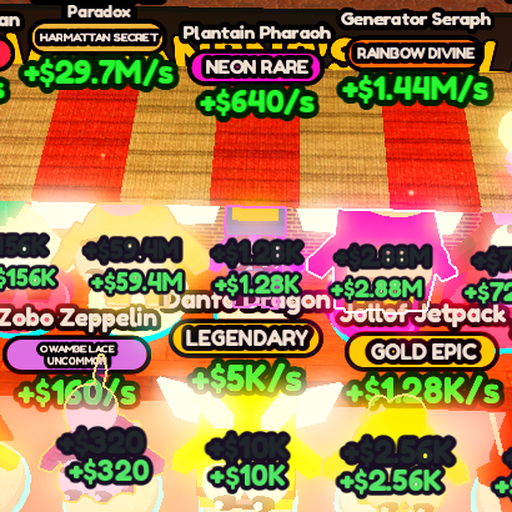 Paradox
HARMATTAN SECRET
+$29.7M/s
Plantain Pharaoh
NEON RARE
+$640/s
Generator Seraph
RAINBOW DIVINE
+$1.44M/s
+$156K
+$59.4M
+$59.4M
+$1.28K
+$1.28K
+$2.88M
+$2.88M
Zobo Zeppelin
OWAMBE LACE
UNCOMMON
+$160/s
Danfo Dragon
LEGENDARY
+$5K/s
Jollof Jetpack
GOLD EPIC
+$1.28K/s
+$320
+$320
+$10K
+$10K
+$2.56K
+$2.56K